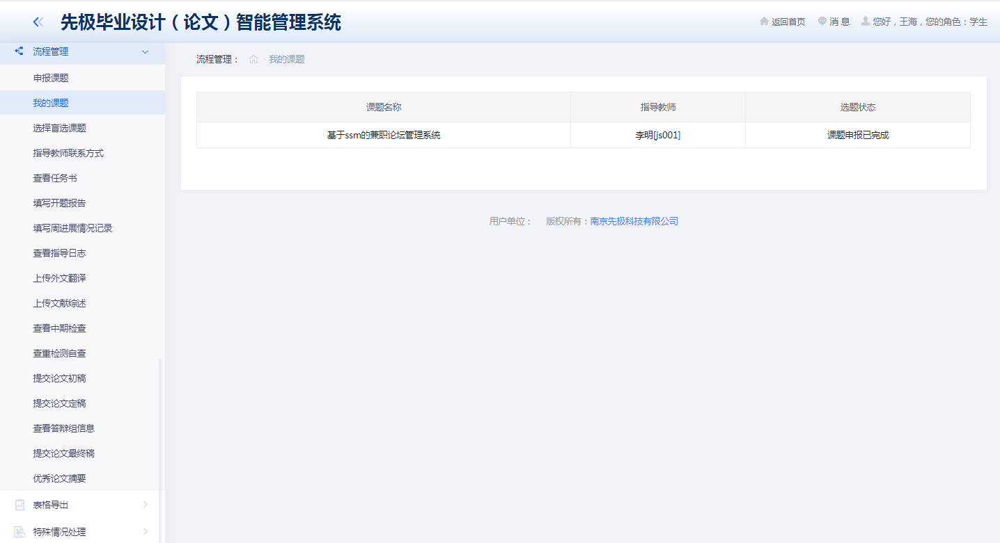 先极毕业设计（论文）智能管理系统
返回首页 消 息 您好，王海，您的角色：学生
流程管理
申报课题
我的课题
选择盲选课题
指导教师联系方式
查看任务书
填写开题报告
填写周进展情况记录
查看指导日志
上传外文翻译
上传文献综述
查看中期检查
查重检测自查
提交论文初稿
提交论文定稿
查看答辩组信息
提交论文最终稿
优秀论文摘要
表格导出
特殊情况处理
流程管理： - 我的课题
课题名称 指导教师 选题状态
基于ssm的兼职论坛管理系统 李明[js001] 课题申报已完成
用户单位： 版权所有：南京先极科技有限公司